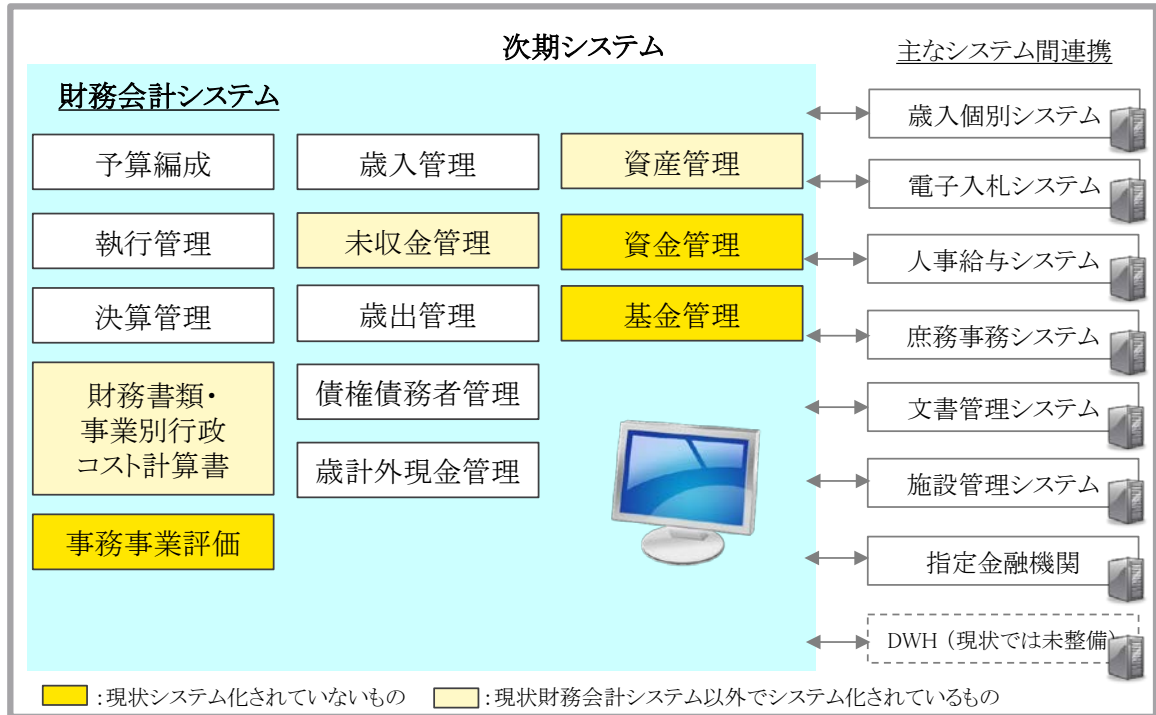 次期システム
主なシステム間連携
財務会計システム
予算編成
歳入管理
資産管理
執行管理
未収金管理
資金管理
決算管理
歳出管理
基金管理
財務書類・
事業別行政
コスト計算書
債権債務者管理
歳計外現金管理
事務事業評価
歳入個別システム
電子入札システム
人事給与システム
庶務事務システム
文書管理システム
施設管理システム
指定金融機関
DWH（現状では未整備）
：現状システム化されていないもの
：現状財務会計システム以外でシステム化されているもの